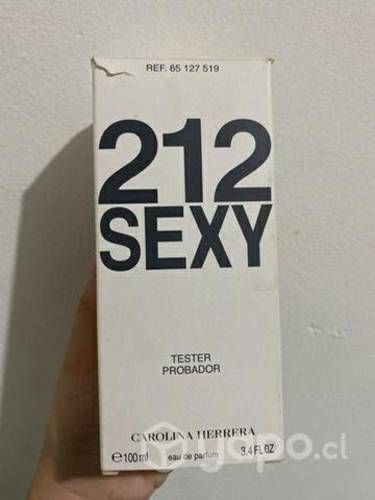 REF. 65 127 519
212
SEXY
TESTER
PROBADOR
CAROLINA HERRERA
℮100ml eau de parfum 3.4 FL OZ
yapo.cl